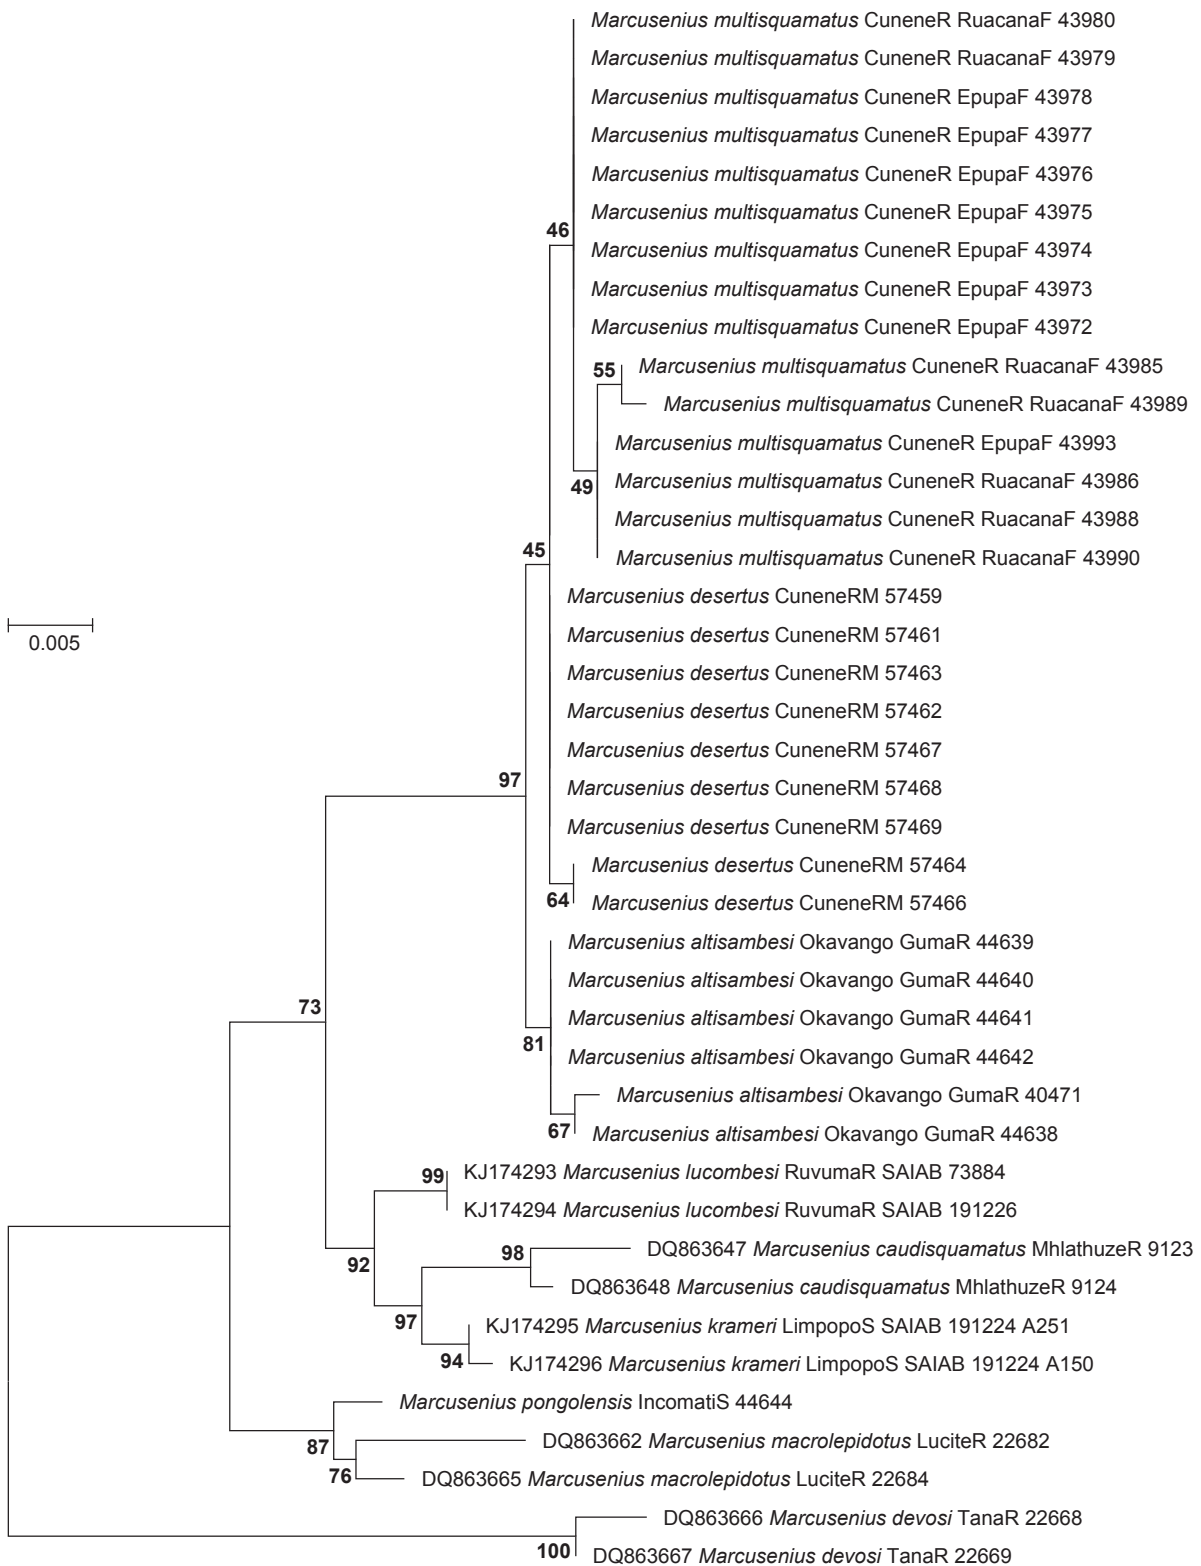 Marcusenius multisquamatus CuneneR RuacanaF 43980
Marcusenius multisquamatus CuneneR RuacanaF 43979
Marcusenius multisquamatus CuneneR EpupaF 43978
Marcusenius multisquamatus CuneneR EpupaF 43977
Marcusenius multisquamatus CuneneR EpupaF 43976
Marcusenius multisquamatus CuneneR EpupaF 43975
46
Marcusenius multisquamatus CuneneR EpupaF 43974
Marcusenius multisquamatus CuneneR EpupaF 43973
Marcusenius multisquamatus CuneneR EpupaF 43972
55
Marcusenius multisquamatus CuneneR RuacanaF 43985
Marcusenius multisquamatus CuneneR RuacanaF 43989
Marcusenius multisquamatus CuneneR EpupaF 43993
49
Marcusenius multisquamatus CuneneR RuacanaF 43986
Marcusenius multisquamatus CuneneR RuacanaF 43988
45
Marcusenius multisquamatus CuneneR RuacanaF 43990
Marcusenius desertus CuneneRM 57459
0.005
Marcusenius desertus CuneneRM 57461
Marcusenius desertus CuneneRM 57463
Marcusenius desertus CuneneRM 57462
Marcusenius desertus CuneneRM 57467
97
Marcusenius desertus CuneneRM 57468
Marcusenius desertus CuneneRM 57469
Marcusenius desertus CuneneRM 57464
64
Marcusenius desertus CuneneRM 57466
Marcusenius altisambesi Okavango GumaR 44639
Marcusenius altisambesi Okavango GumaR 44640
73
Marcusenius altisambesi Okavango GumaR 44641
81
Marcusenius altisambesi Okavango GumaR 44642
Marcusenius altisambesi Okavango GumaR 40471
67
Marcusenius altisambesi Okavango GumaR 44638
99
KJ174293 Marcusenius lucombesi RuvumaR SAIAB 73884
KJ174294 Marcusenius lucombesi RuvumaR SAIAB 191226
98
DQ863647 Marcusenius caudisquamatus MhlathuzeR 9123
92
DQ863648 Marcusenius caudisquamatus MhlathuzeR 9124
97
KJ174295 Marcusenius krameri LimpopoS SAIAB 191224 A251
94
KJ174296 Marcusenius krameri LimpopoS SAIAB 191224 A150
Marcusenius pongolensis IncomatiS 44644
87
DQ863662 Marcusenius macrolepidotus LuciteR 22682
76
DQ863665 Marcusenius macrolepidotus LuciteR 22684
DQ863666 Marcusenius devosi TanaR 22668
100
DQ863667 Marcusenius devosi TanaR 22669